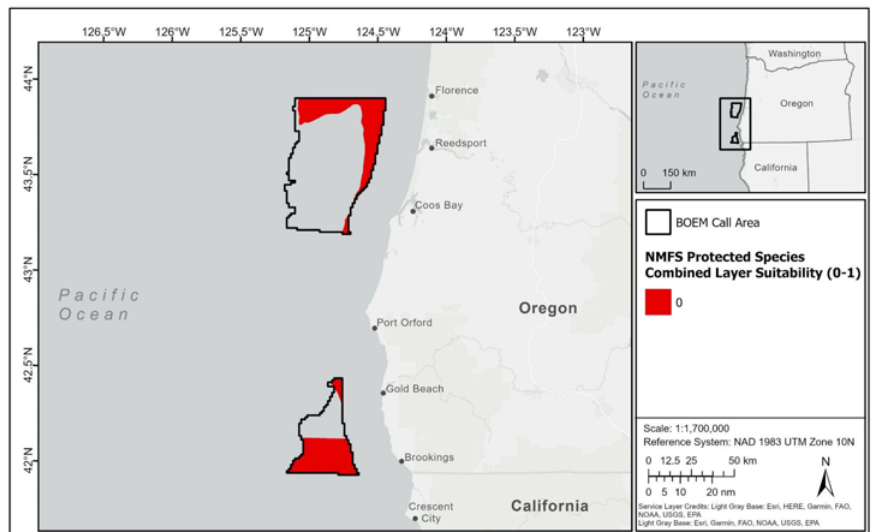 126,5°W
126°W
125,5°W
125°W
124,5°W
124°W
123,5°W
123°W
44°N
43,5°N
43°N
42,5°N
42°N
Florence
Reedsport
Coos Bay
Pacific
Ocean
Oregon
Port Orford
Gold Beach
Brookings
Crescent
City
California
Washington
Pacific
Ocean
Oregon
California
0 150 km
BOEM Call Area
NMFS Protected Species
Combined Layer Suitability (0-1)
0
Scale: 1:1,700,000
Reference System: NAD 1983 UTM Zone 10N
0 12.5 25 50 km
N
0 5 10 20 nm
Service Layer Credits: Light Gray Base: Esri, HERE, Garmin, FAO,
NOAA, USGS, EPA
Light Gray Base: Esri, Garmin, FAO, NOAA, USGS, EPA